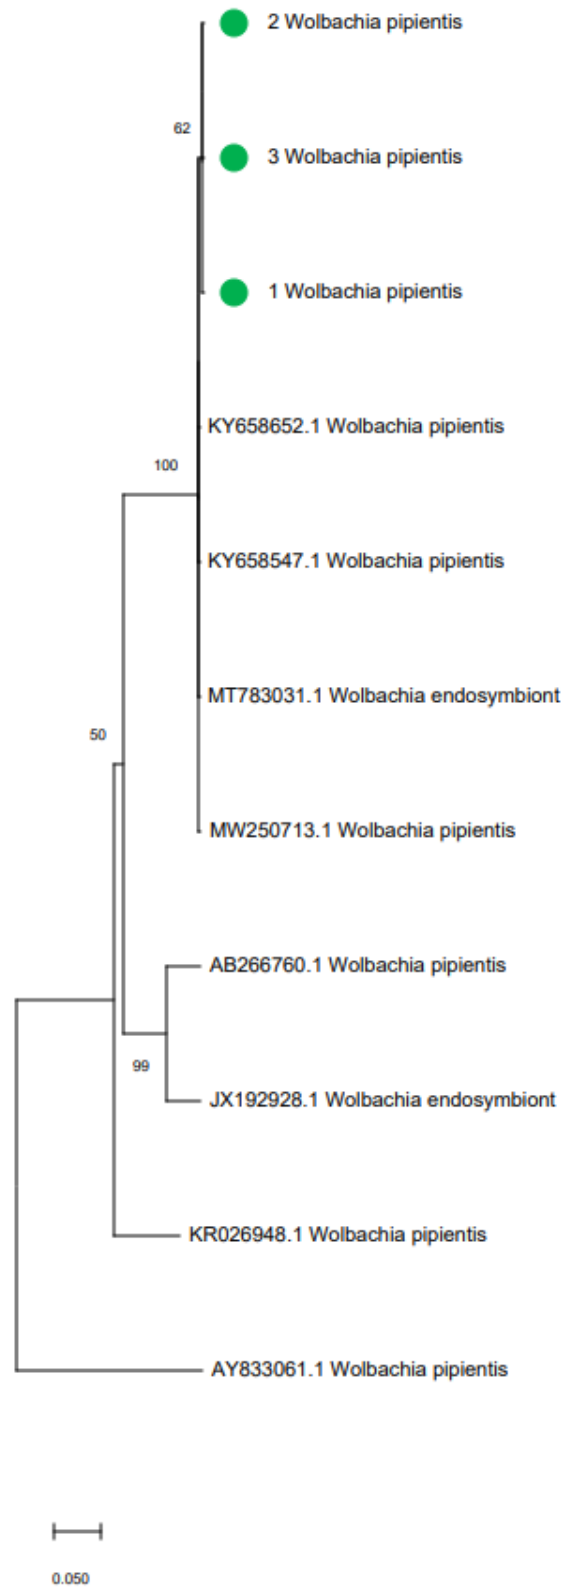 2 Wolbachia pipientis
62
3 Wolbachia pipientis
1 Wolbachia pipientis
KY658652.1 Wolbachia pipientis
100
KY658547.1 Wolbachia pipientis
MT783031.1 Wolbachia endosymbiont
50
MW250713.1 Wolbachia pipientis
AB266760.1 Wolbachia pipientis
99
JX192928.1 Wolbachia endosymbiont
KR026948.1 Wolbachia pipientis
AY833061.1 Wolbachia pipientis
0.050